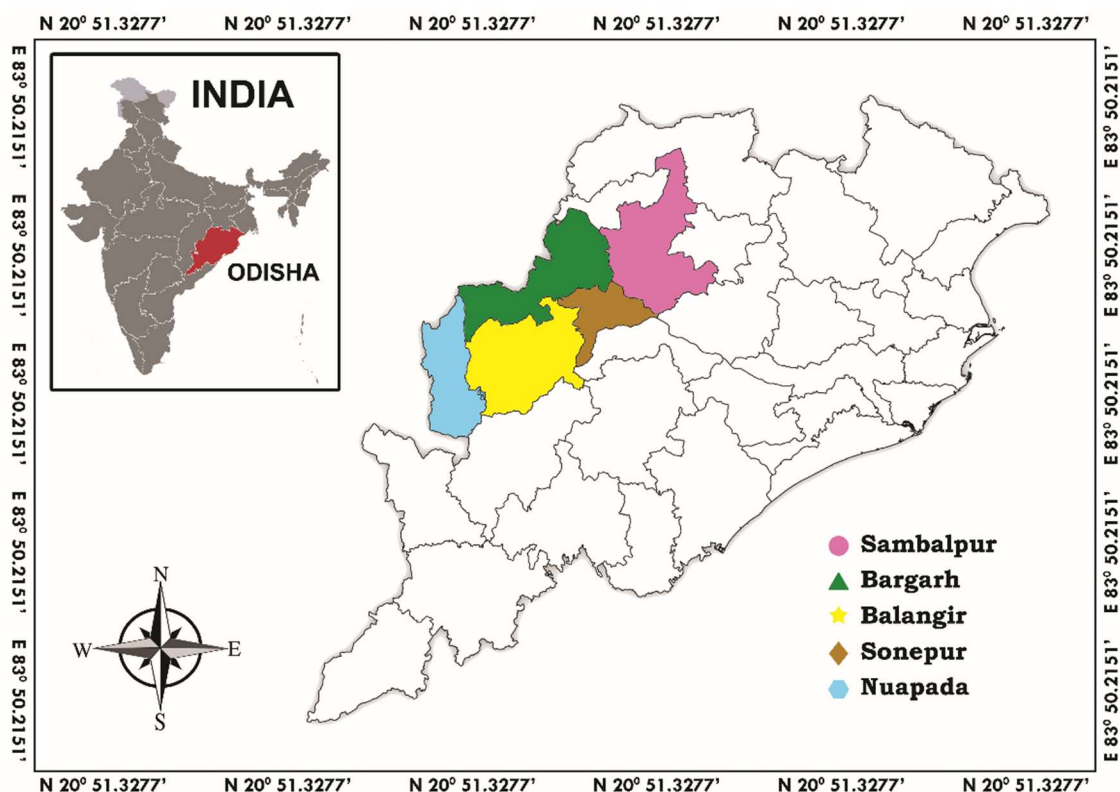 N 20° 51.3277' N 20° 51.3277' N 20° 51.3277' N 20° 51.3277' N 20° 51.3277' N 20° 51.3277'
E 83° 50.2151' E 83° 50.2151' E 83° 50.2151' E 83° 50.2151' E 83° 50.2151'
INDIA
ODISHA
Sambalpur
Bargarh
Balangir
Sonepur
Nuapada
N
W E
S
E 83° 50.2151' E 83° 50.2151' E 83° 50.2151' E 83° 50.2151' E 83° 50.2151'
N 20° 51.3277' N 20° 51.3277' N 20° 51.3277' N 20° 51.3277' N 20° 51.3277' N 20° 51.3277'